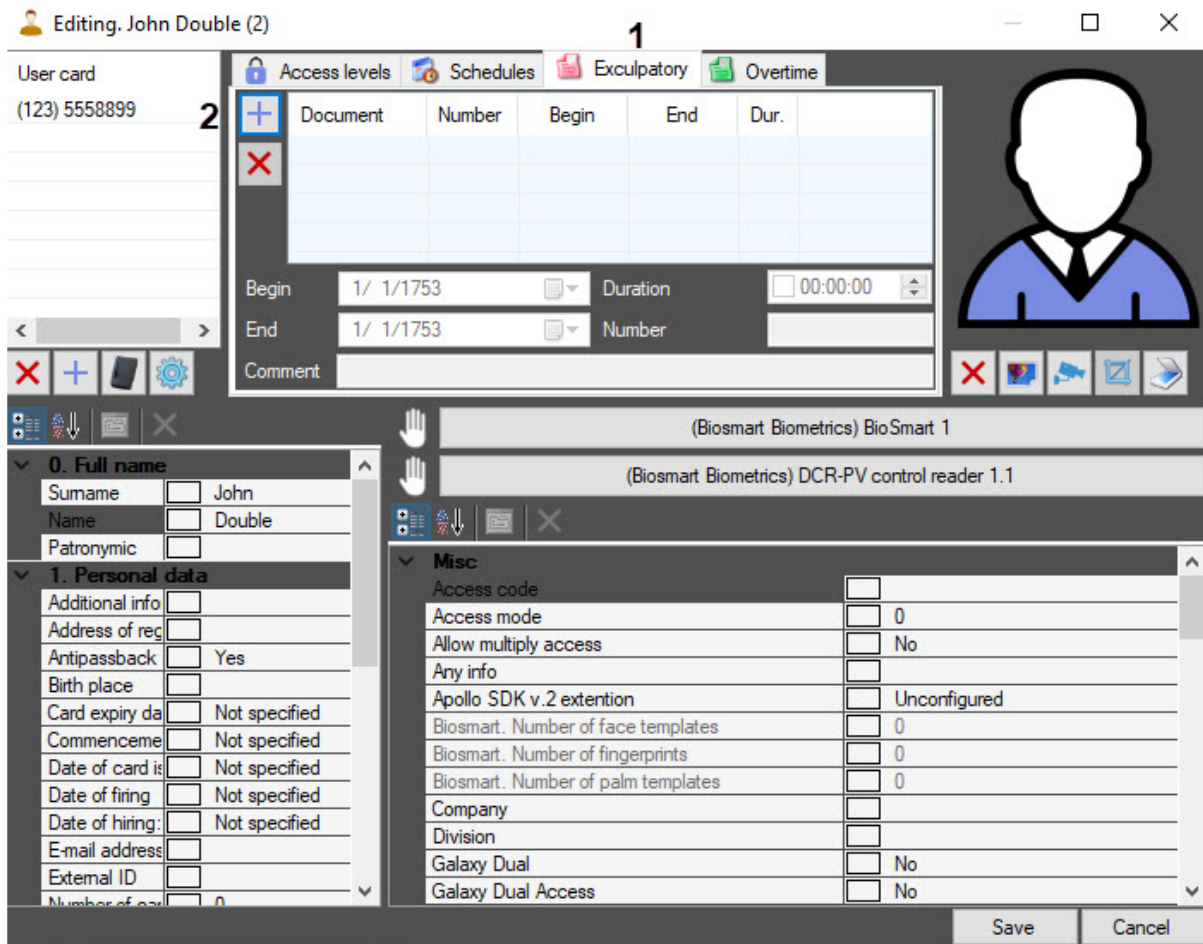 Editing. John Double (2)
1
User card
(123) 5558899
Access levels Schedules Exculpatory Overtime
2
Document Number Begin End Dur.
Begin 1/ 1/1753 Duration 00:00:00
End 1/ 1/1753 Number
Comment
(Biosmart Biometrics) BioSmart 1
(Biosmart Biometrics) DCR-PV control reader 1.1
0. Full name
Surname John
Name Double
Patronymic
1. Personal data
Additional info
Address of reg
Antipassback Yes
Birth place
Card expiry da Not specified
Commenceme Not specified
Date of card is Not specified
Date of firing Not specified
Date of hiring: Not specified
E-mail address
External ID
Number of car 0
Misc
Access code
Access mode 0
Allow multiply access No
Any info
Apollo SDK v.2 extention Unconfigured
Biosmart. Number of face templates 0
Biosmart. Number of fingerprints 0
Biosmart. Number of palm templates 0
Company
Division
Galaxy Dual No
Galaxy Dual Access No
Save Cancel